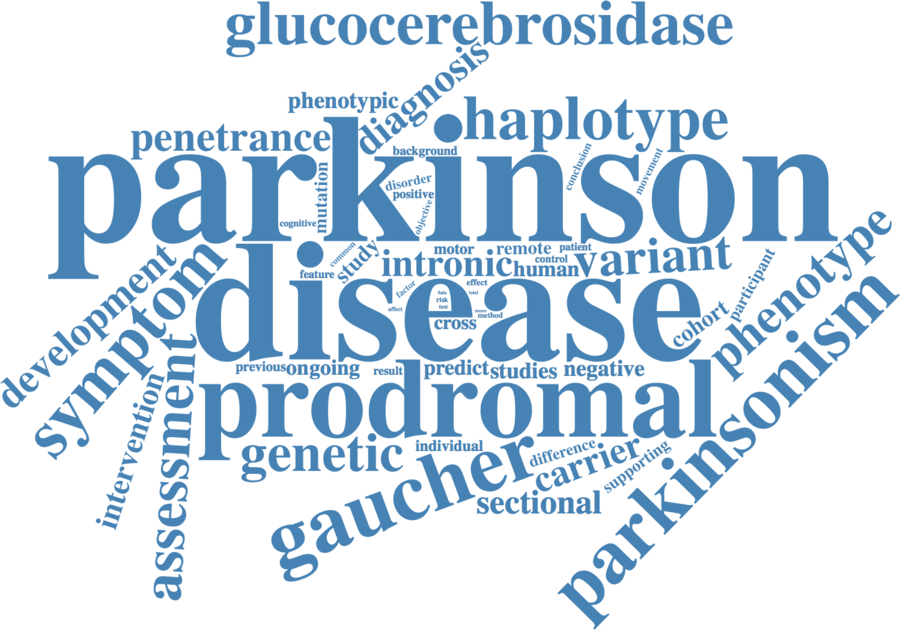 glucocerebrosidase
diagnosis
phenotypic
haplotype
penetrance
background
parkinson
conclusion
movement
disorder
positive
mutation
objective
cognitive
common
study
motor
remote
patient
control
intronic
human
variant
feature
participant
phenotype
development
symptom
disease
factor
effect
data
total
risk
test
affect
more
method
cross
cohort
parkinsonism
previous
ongoing
result
predict
studies
negative
prodromal
intervention
assessment
genetic
individual
gaucher
difference
carrier
supporting
sectional